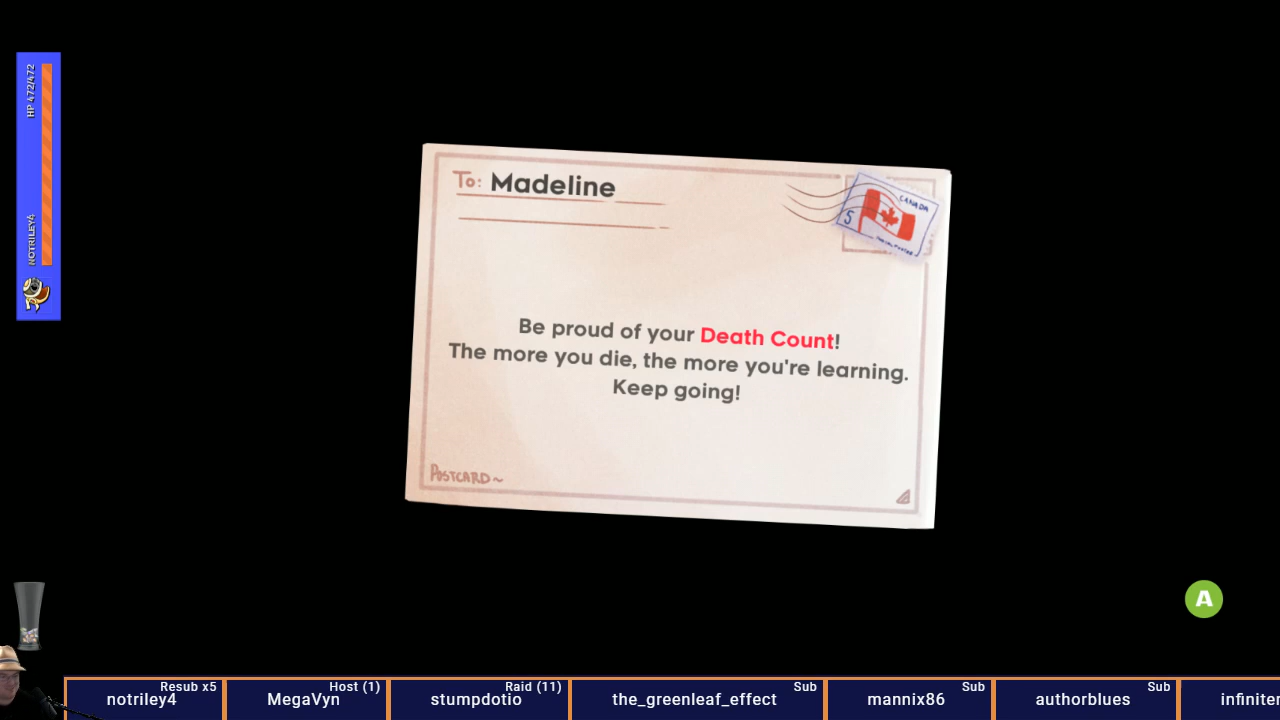 HP 472/472
NOTRILEY4
To: Madeline
CANADA
5
Be proud of your Death Count!
The more you die, the more you're learning.
Keep going!
POSTCARD~
A
Resub x5
notriley4
Host (1)
MegaVyn
Raid (11)
stumpdotio
Sub
the_greenleaf_effect
Sub
mannix86
Sub
authorblues
infiniter